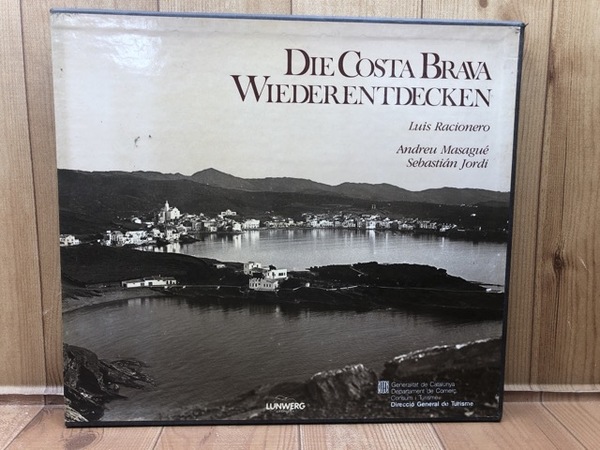 DIE COSTA BRAVA
WIEDERENTDECKEN
Luis Racionero
Andreu Masagué
Sebastián Jordi
Generalitat de Catalunya
Departament de Comerç
Consum i Turisme
Direcció General de Turisme
LUNWERG